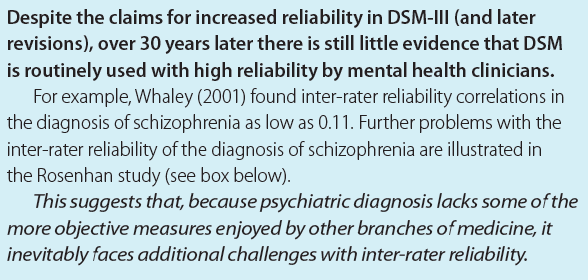 Despite the claims for increased reliability in DSM-III (and later
revisions), over 30 years later there is still little evidence that DSM
is routinely used with high reliability by mental health clinicians.
For example, Whaley (2001) found inter-rater reliability correlations in
the diagnosis of schizophrenia as low as 0.11. Further problems with the
inter-rater reliability of the diagnosis of schizophrenia are illustrated in
the Rosenhan study (see box below).
This suggests that, because psychiatric diagnosis lacks some of the
more objective measures enjoyed by other branches of medicine, it
inevitably faces additional challenges with inter-rater reliability.